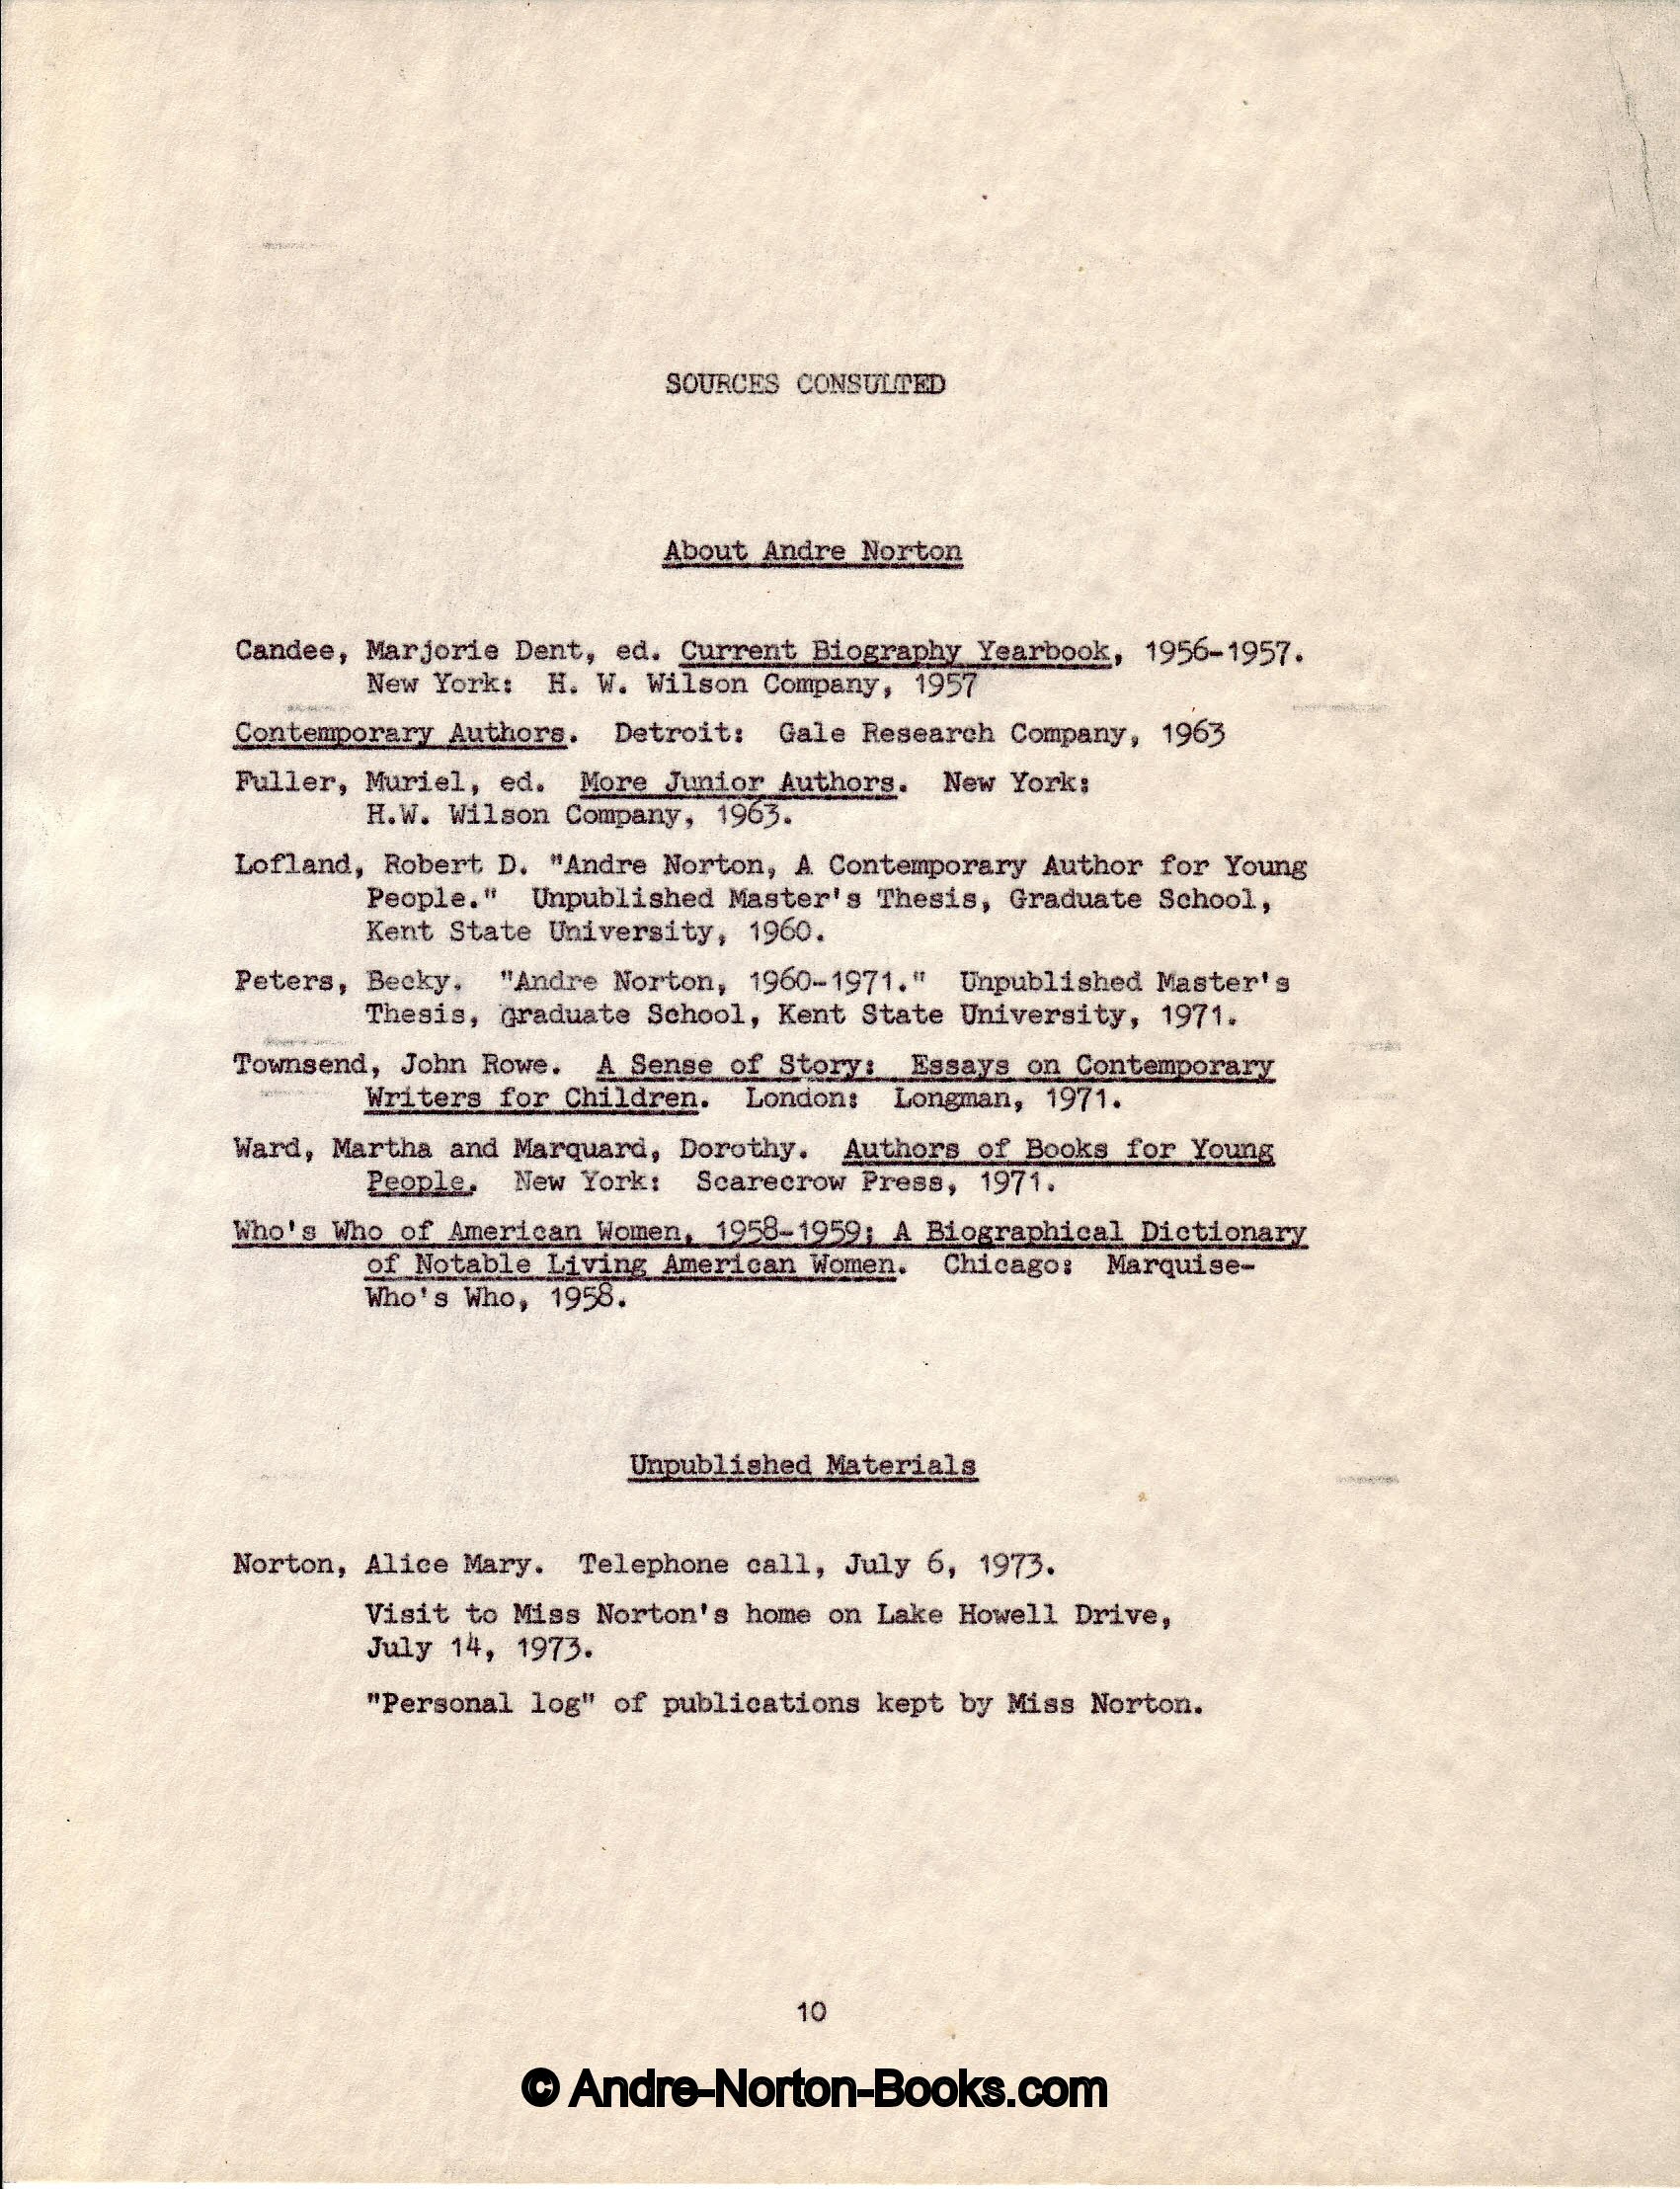 SOURCES CONSULTED
About Andre Norton
Candee, Marjorie Dent, ed. Current Biography Yearbook, 1956-1957.
New York: H. W. Wilson Company, 1957
Contemporary Authors. Detroit: Gale Research Company, 1963
Fuller, Muriel, ed. More Junior Authors. New York:
H.W. Wilson Company, 1963.
Lofland, Robert D. "Andre Norton, A Contemporary Author for Young
People." Unpublished Master's Thesis, Graduate School,
Kent State University, 1960.
Peters, Becky. "Andre Norton, 1960-1971." Unpublished Master's
Thesis, Graduate School, Kent State University, 1971.
Townsend, John Rowe. A Sense of Story: Essays on Contemporary
Writers for Children. London: Longman, 1971.
Ward, Martha and Marquard, Dorothy. Authors of Books for Young
People. New York: Scarecrow Press, 1971.
Who's Who of American Women, 1958-1959; A Biographical Dictionary
of Notable Living American Women. Chicago: Marquise-
Who's Who, 1958.
Unpublished Materials
Norton, Alice Mary. Telephone call, July 6, 1973.
Visit to Miss Norton's home on Lake Howell Drive,
July 14, 1973.
"Personal log" of publications kept by Miss Norton.
10
© Andre-Norton-Books.com